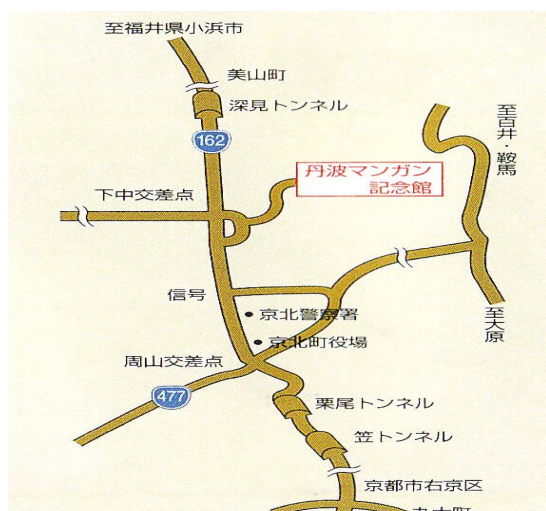 至福井県小浜市
美山町
深見トンネル
162
至百井・鞍馬
丹波マンガン
記念館
下中交差点
信号
京北警察署
至大原
京北町役場
周山交差点
477
栗尾トンネル
笠トンネル
京都市右京区